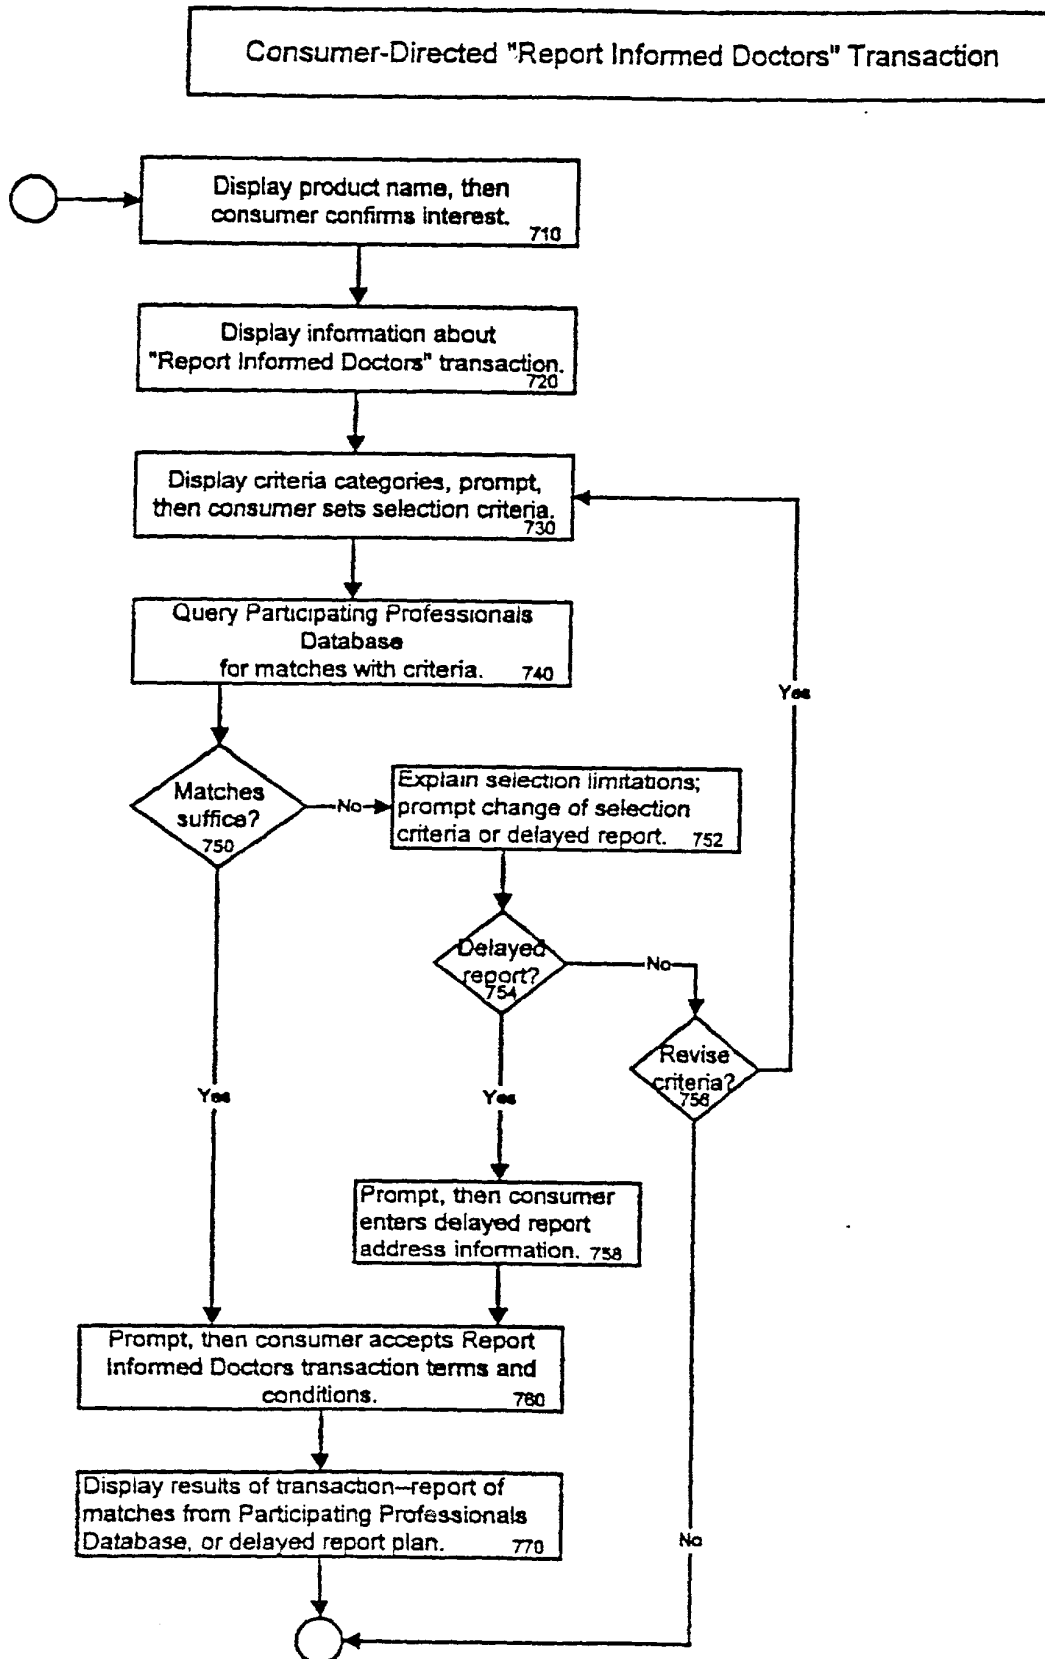 Consumer-Directed "Report Informed Doctors" Transaction
Display product name, then
consumer confirms interest.
710
Display information about
"Report Informed Doctors" transaction.
720
Display criteria categories, prompt,
then consumer sets selection criteria.
730
Query Participating Professionals
Database
for matches with criteria. 740
Yes
Matches
suffice?
750
No
Explain selection limitations;
prompt change of selection
criteria or delayed report. 752
Delayed
report?
754
No
Revise
criteria?
756
Yes
Yes
Prompt, then consumer
enters delayed report
address information. 758
Prompt, then consumer accepts Report
Informed Doctors transaction terms and
conditions. 760
Display results of transaction—report of
matches from Participating Professionals
Database, or delayed report plan. 770
No